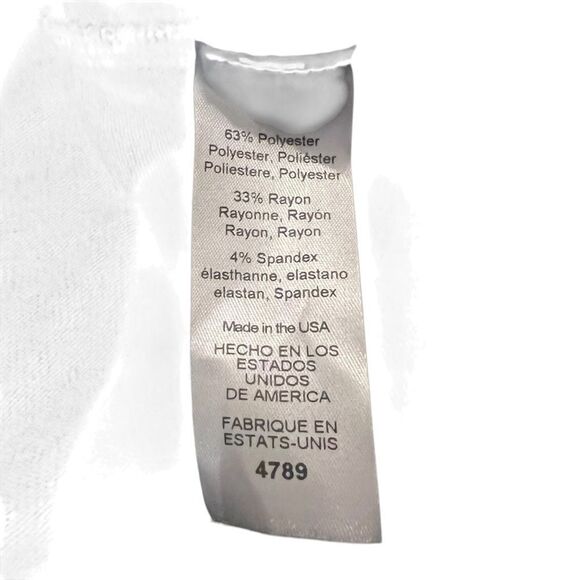 63% Polyester
Polyester, Poliéster
Poliestere, Polyester
33% Rayon
Rayonne, Rayón
Rayon, Rayon
4% Spandex
élasthanne, elastano
elastan, Spandex
Made in the USA
HECHO EN LOS
ESTADOS
UNIDOS
DE AMERICA
FABRIQUE EN
ESTATS-UNIS
4789